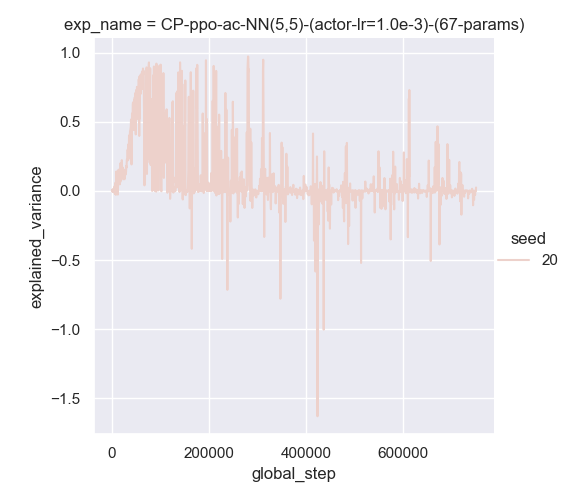 exp_name = CP-ppo-ac-NN(5,5)-(actor-lr=1.0e-3)-(67-params)
1.0
0.5
0.0
−0.5
−1.0
−1.5
explained_variance
0
200000
400000
600000
global_step
seed
20